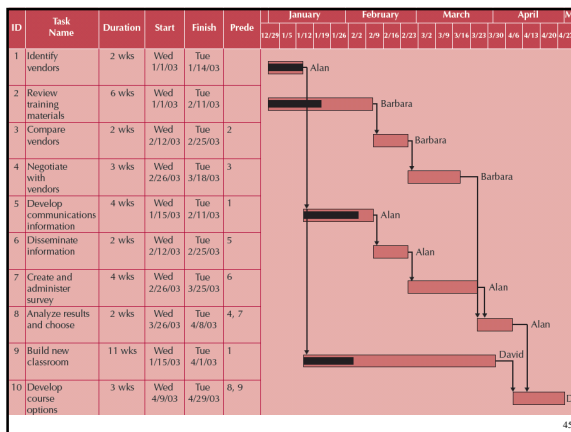 January February March April M
ID Task Name Duration Start Finish Prede 12/29 1/5 1/12 1/19 1/26 2/2 2/9 2/16 2/23 3/2 3/9 3/16 3/23 3/30 4/6 4/13 4/20 4/27
1 Identify vendors 2 wks Wed 1/1/03 Tue 1/14/03 Alan
2 Review training materials 6 wks Wed 1/1/03 Tue 2/11/03 Barbara
3 Compare vendors 2 wks Wed 2/12/03 Tue 2/25/03 2 Barbara
4 Negotiate with vendors 3 wks Wed 2/26/03 Tue 3/18/03 3 Barbara
5 Develop communications information 4 wks Wed 1/15/03 Tue 2/11/03 1 Alan
6 Disseminate information 2 wks Wed 2/12/03 Tue 2/25/03 5 Alan
7 Create and administer survey 4 wks Wed 2/26/03 Tue 3/25/03 6 Alan
8 Analyze results and choose 2 wks Wed 3/26/03 Tue 4/8/03 4, 7 Alan
9 Build new classroom 11 wks Wed 1/15/03 Tue 4/1/03 1 David
10 Develop course options 3 wks Wed 4/9/03 Tue 4/29/03 8, 9 D
45